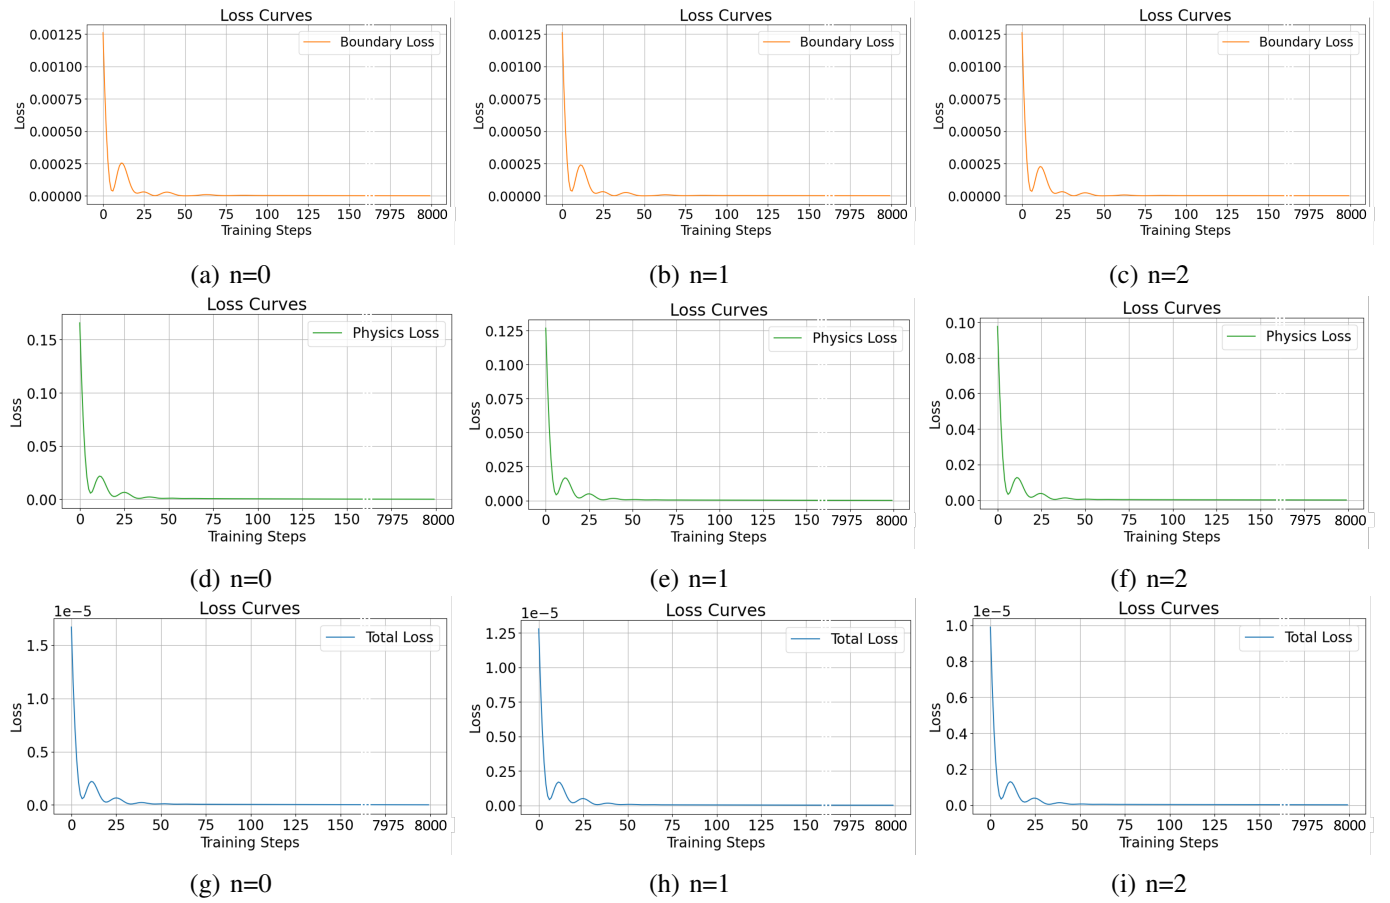 Loss Curves
Boundary Loss
0.00125
0.00100
0.00075
0.00050
0.00025
0.00000
Loss
0 25 50 75 100 125 150 7975 8000
Training Steps
(a) n=0
Loss Curves
Boundary Loss
0.00125
0.00100
0.00075
0.00050
0.00025
0.00000
Loss
0 25 50 75 100 125 150 7975 8000
Training Steps
(b) n=1
Loss Curves
Boundary Loss
0.00125
0.00100
0.00075
0.00050
0.00025
0.00000
Loss
0 25 50 75 100 125 150 7975 8000
Training Steps
(c) n=2
Loss Curves
Physics Loss
0.15
0.10
0.05
0.00
Loss
0 25 50 75 100 125 150 7975 8000
Training Steps
(d) n=0
Loss Curves
Physics Loss
0.125
0.100
0.075
0.050
0.025
0.000
Loss
0 25 50 75 100 125 150 7975 8000
Training Steps
(e) n=1
Loss Curves
Physics Loss
0.10
0.08
0.06
0.04
0.02
0.00
Loss
0 25 50 75 100 125 150 7975 8000
Training Steps
(f) n=2
1e−5
Loss Curves
Total Loss
1.5
1.0
0.5
0.0
Loss
0 25 50 75 100 125 150 7975 8000
Training Steps
(g) n=0
1e−5
Loss Curves
Total Loss
1.25
1.00
0.75
0.50
0.25
0.00
Loss
0 25 50 75 100 125 150 7975 8000
Training Steps
(h) n=1
1e−5
Loss Curves
Total Loss
1.0
0.8
0.6
0.4
0.2
0.0
Loss
0 25 50 75 100 125 150 7975 8000
Training Steps
(i) n=2